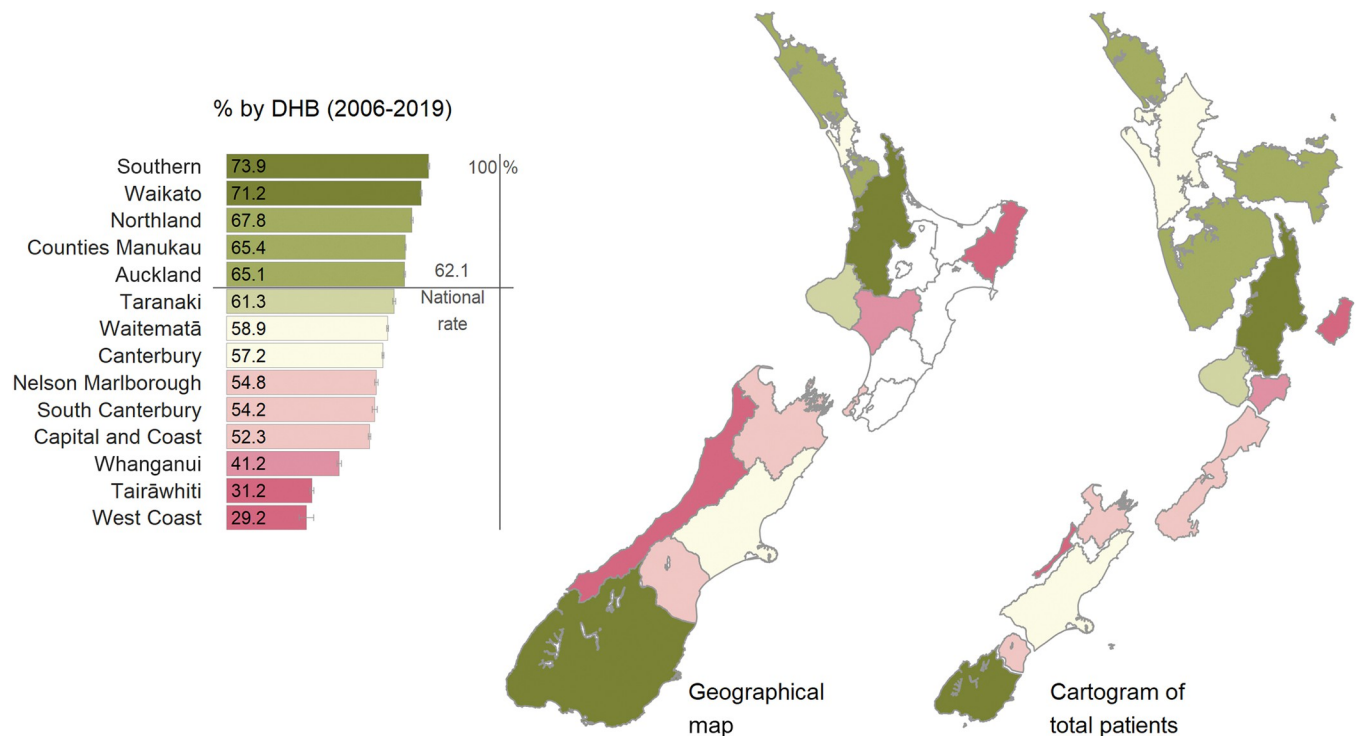 % by DHB (2006-2019)
100 %
Southern 73.9
Waikato 71.2
Northland 67.8
Counties Manukau 65.4
Auckland 65.1
62.1
National
rate
Taranaki 61.3
Waitematā 58.9
Canterbury 57.2
Nelson Marlborough 54.8
South Canterbury 54.2
Capital and Coast 52.3
Whanganui 41.2
Tairāwhiti 31.2
West Coast 29.2
Geographical
map
Cartogram of
total patients